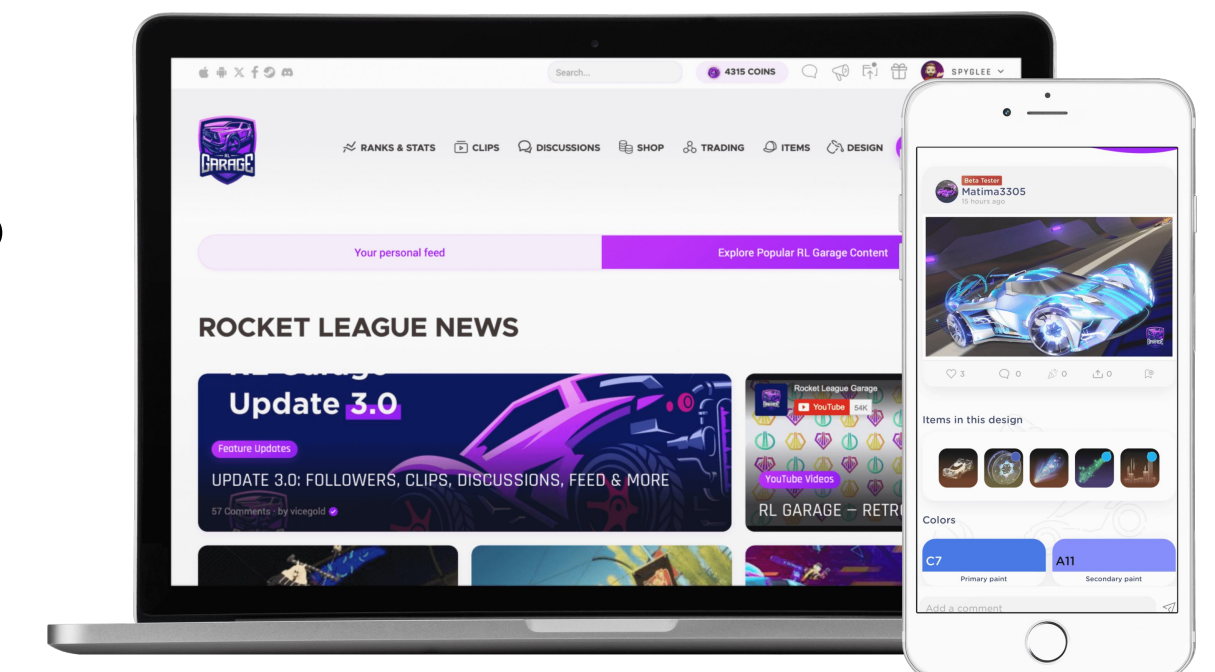 Search...
4315 COINS
SPYGLEE
RL
GARAGE
RANKS & STATS
CLIPS
DISCUSSIONS
SHOP
TRADING
ITEMS
DESIGN
Your personal feed
Explore Popular RL Garage Content
ROCKET LEAGUE NEWS
RL Garage
Update 3.0
Feature Updates
UPDATE 3.0: FOLLOWERS, CLIPS, DISCUSSIONS, FEED & MORE
57 Comments · by vicegold
Rocket League Garage
YouTube 54K
YouTube Videos
RL GARAGE – RETR
Beta Tester
Matima3305
15 hours ago
GARAGE
3
0
0
0
Items in this design
Colors
C7
A11
Primary paint
Secondary paint
Add a comment